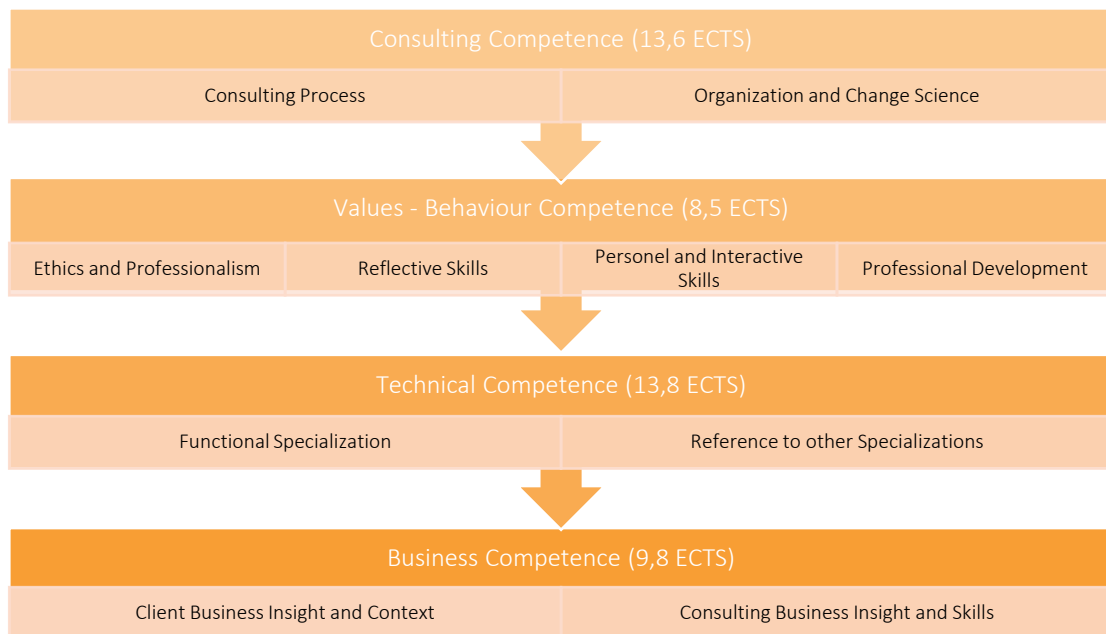 Consulting Competence (13,6 ECTS)
Consulting Process
Organization and Change Science
Values - Behaviour Competence (8,5 ECTS)
Ethics and Professionalism
Reflective Skills
Personel and Interactive
Skills
Professional Development
Technical Competence (13,8 ECTS)
Functional Specialization
Reference to other Specializations
Business Competence (9,8 ECTS)
Client Business Insight and Context
Consulting Business Insight and Skills